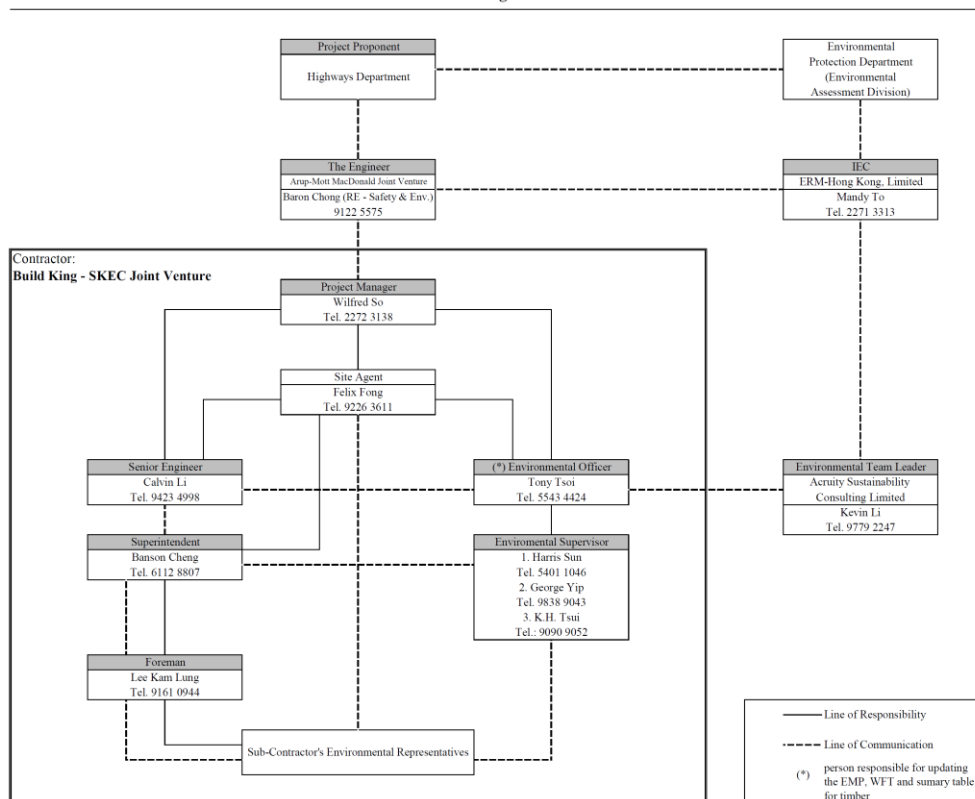 Project Proponent
Highways Department
Environmental
Protection Department
(Environmental
Assessment Division)
The Engineer
Arup-Mott MacDonald Joint Venture
Baron Chong (RE - Safety & Env.)
9122 5575
IEC
ERM-Hong Kong, Limited
Mandy To
Tel. 2271 3313
Contractor:
Build King - SKEC Joint Venture
Project Manager
Wilfred So
Tel. 2272 3138
Site Agent
Felix Fong
Tel. 9226 3611
Senior Engineer
Calvin Li
Tel. 9423 4998
(*) Environmental Officer
Tony Tsoi
Tel. 5543 4424
Environmental Team Leader
Acruity Sustainability
Consulting Limited
Kevin Li
Tel. 9779 2247
Superintendent
Banson Cheng
Tel. 6112 8807
Enviromental Supervisor
1. Harris Sun
Tel. 5401 1046
2. George Yip
Tel. 9838 9043
3. K.H. Tsui
Tel.: 9090 9052
Foreman
Lee Kam Lung
Tel. 9161 0944
Sub-Contractor's Environmental Representatives
Line of Responsibility
Line of Communication
(*) person responsible for updating
the EMP, WFT and sumary table
for timber